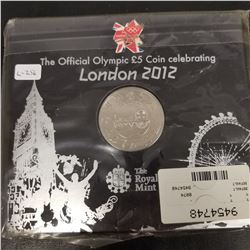 The Official Olympic £5 Coin celebrating
London 2012
The Royal Mint
9454748